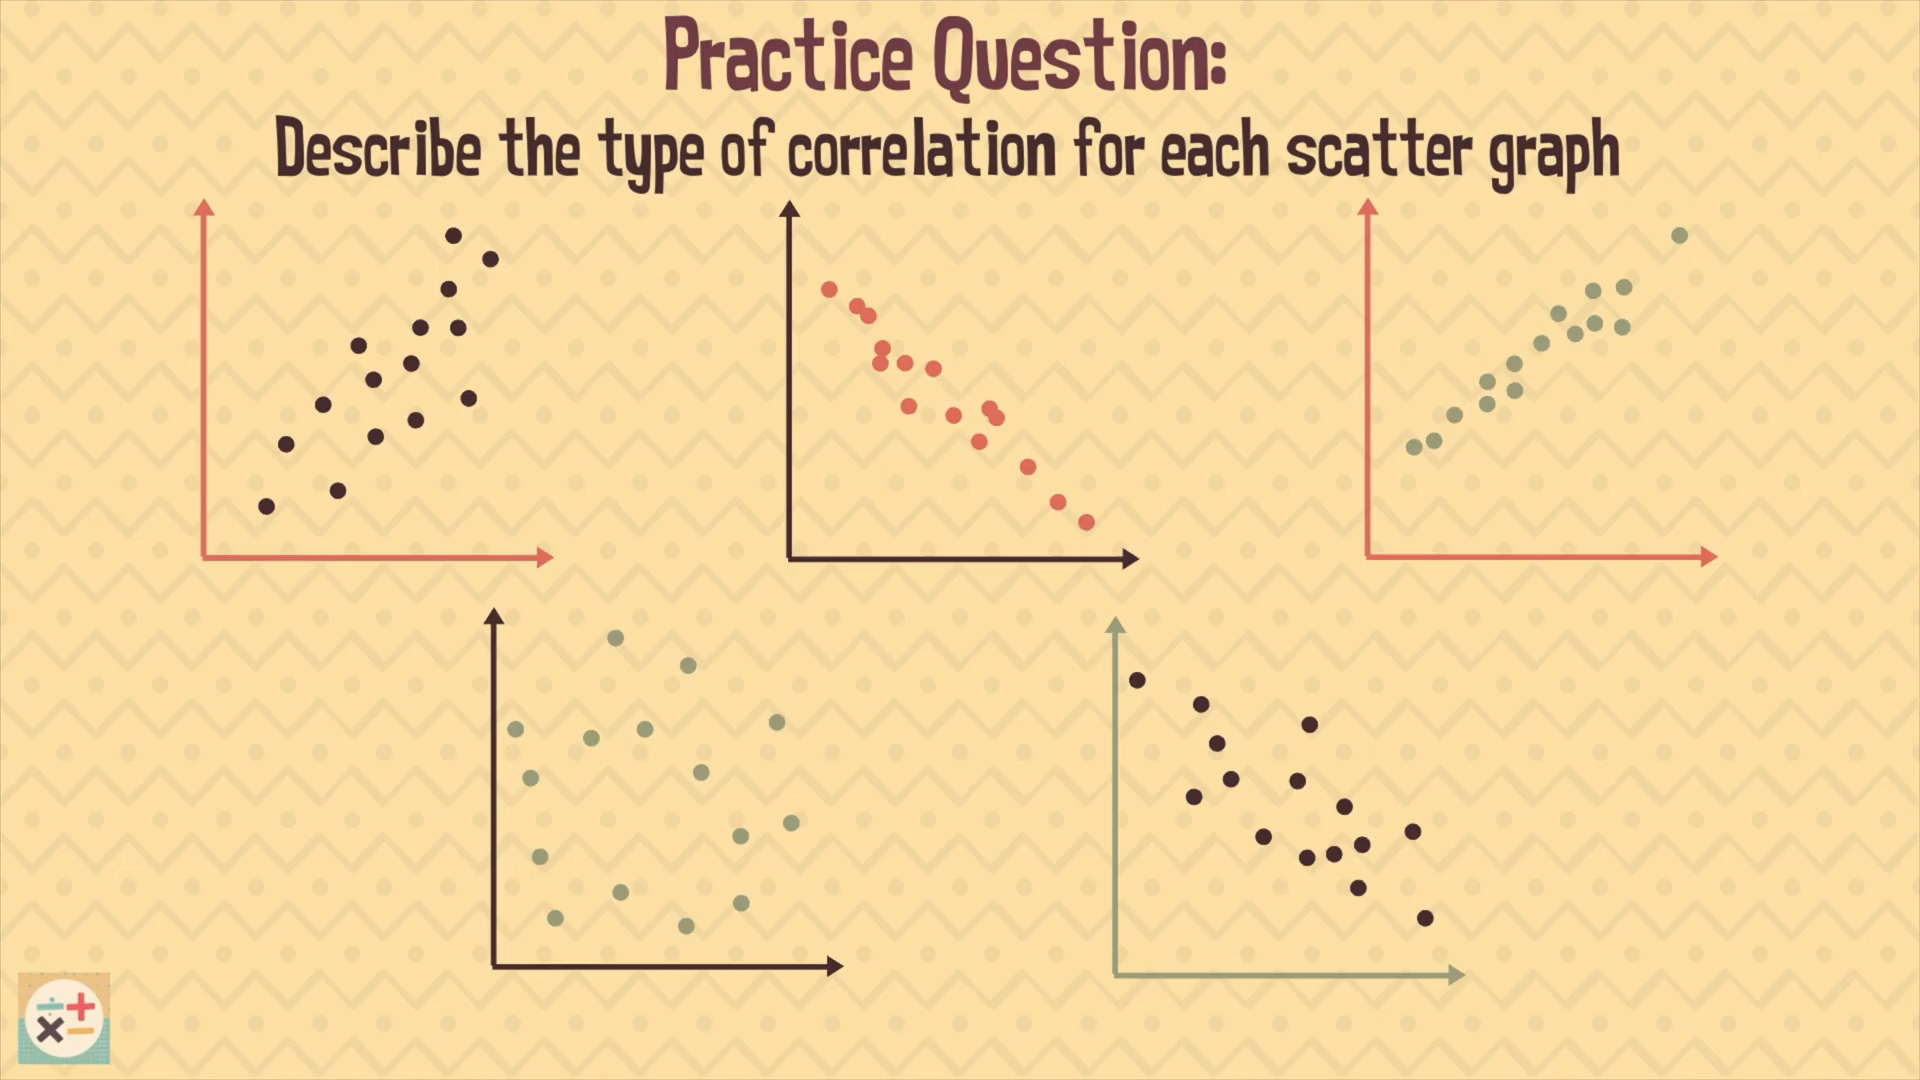 Practice Question:
Describe the type of correlation for each scatter graph